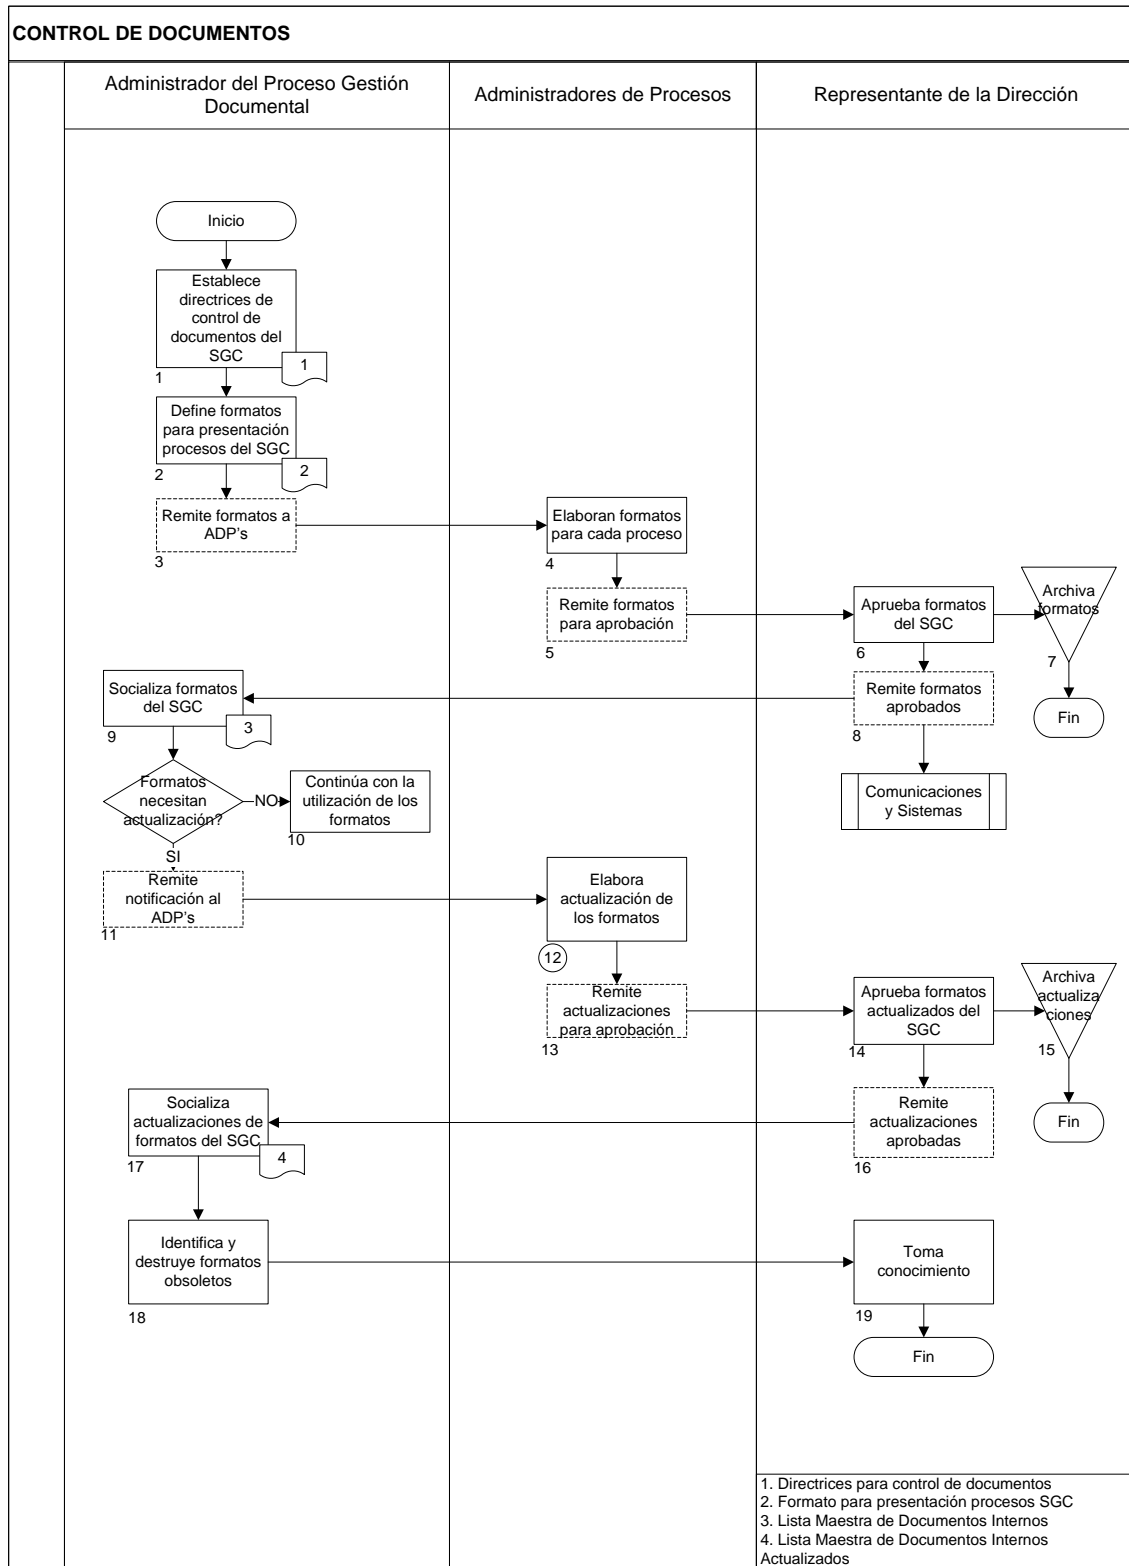 CONTROL DE DOCUMENTOS
Administrador del Proceso Gestión
Documental
Administradores de Procesos
Representante de la Dirección
Inicio
Establece
directrices de
control de
documentos del
SGC
1
1
Define formatos
para presentación
procesos del SGC
2
2
Remite formatos a
ADP's
3
Elaboran formatos
para cada proceso
4
Remite formatos
para aprobación
5
Aprueba formatos
del SGC
6
Archiva
formatos
7
Fin
Remite formatos
aprobados
8
Socializa formatos
del SGC
3
9
Comunicaciones
y Sistemas
Formatos
necesitan
actualización?
NO
SI
Continúa con la
utilización de los
formatos
10
Remite
notificación al
ADP's
11
Elabora
actualización de
los formatos
12
Remite
actualizaciones
para aprobación
13
Aprueba formatos
actualizados del
SGC
14
Archiva
actualiza
ciones
15
Fin
Remite
actualizaciones
aprobadas
16
Socializa
actualizaciones de
formatos del SGC
4
17
Identifica y
destruye formatos
obsoletos
18
Toma
conocimiento
19
Fin
1. Directrices para control de documentos
2. Formato para presentación procesos SGC
3. Lista Maestra de Documentos Internos
4. Lista Maestra de Documentos Internos
Actualizados